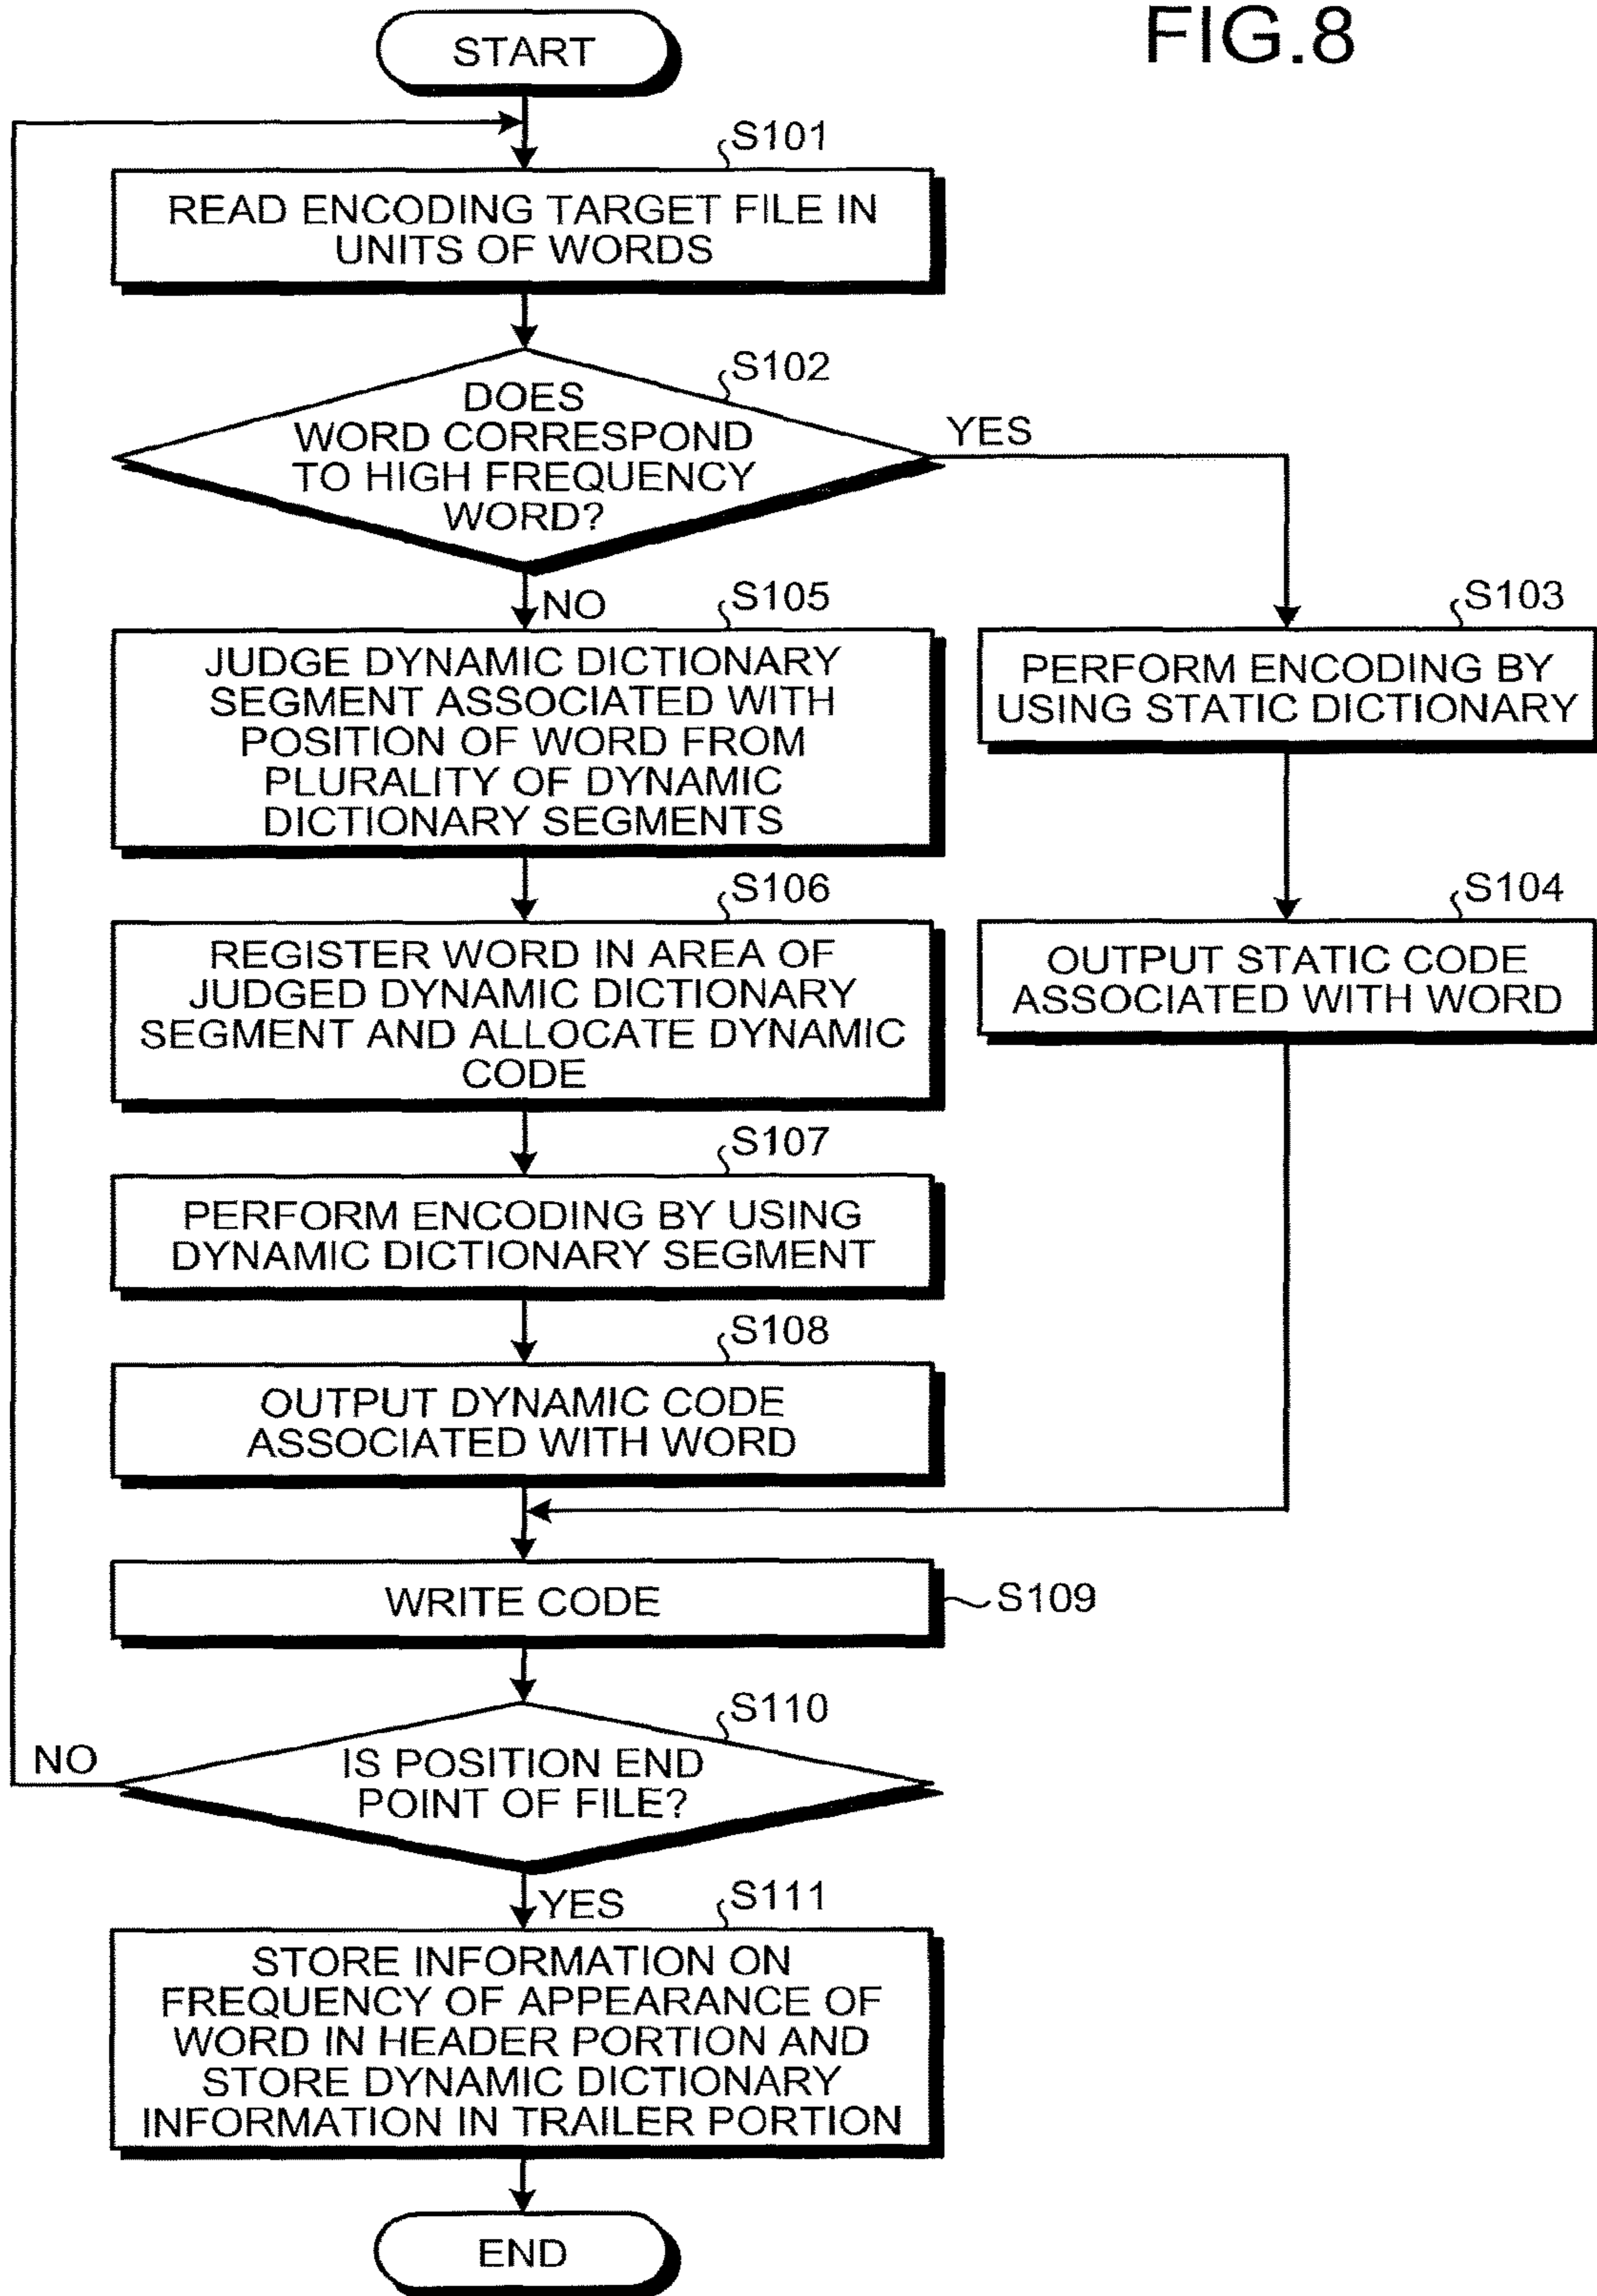 FIG.8
START
S101
READ ENCODING TARGET FILE IN
UNITS OF WORDS
S102
DOES
WORD CORRESPOND
TO HIGH FREQUENCY
WORD?
YES
NO
S103
PERFORM ENCODING BY
USING STATIC DICTIONARY
S104
OUTPUT STATIC CODE
ASSOCIATED WITH WORD
S105
JUDGE DYNAMIC DICTIONARY
SEGMENT ASSOCIATED WITH
POSITION OF WORD FROM
PLURALITY OF DYNAMIC
DICTIONARY SEGMENTS
S106
REGISTER WORD IN AREA OF
JUDGED DYNAMIC DICTIONARY
SEGMENT AND ALLOCATE DYNAMIC
CODE
S107
PERFORM ENCODING BY USING
DYNAMIC DICTIONARY SEGMENT
S108
OUTPUT DYNAMIC CODE
ASSOCIATED WITH WORD
WRITE CODE
S109
S110
IS POSITION END
POINT OF FILE?
NO
YES
S111
STORE INFORMATION ON
FREQUENCY OF APPEARANCE OF
WORD IN HEADER PORTION AND
STORE DYNAMIC DICTIONARY
INFORMATION IN TRAILER PORTION
END